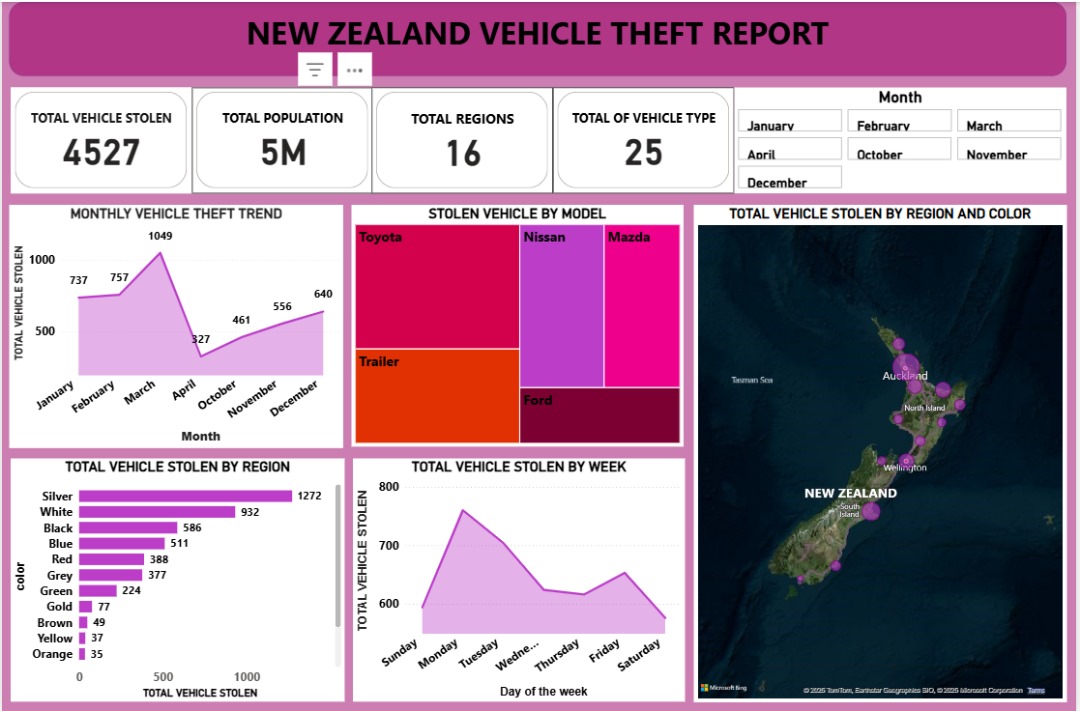 NEW ZEALAND VEHICLE THEFT REPORT
TOTAL VEHICLE STOLEN
4527
TOTAL POPULATION
5M
TOTAL REGIONS
16
TOTAL OF VEHICLE TYPE
25
Month
January
February
March
April
October
November
December
MONTHLY VEHICLE THEFT TREND
TOTAL VEHICLE STOLEN
1000
500
737
757
1049
327
461
556
640
January
February
March
April
October
November
December
Month
STOLEN VEHICLE BY MODEL
Toyota
Nissan
Mazda
Trailer
Ford
TOTAL VEHICLE STOLEN BY REGION AND COLOR
Tasman Sea
Auckland
North Island
Wellington
NEW ZEALAND
South
Island
Microsoft Bing
© 2025 TomTom, Earthstar Geographics SIO, © 2025 Microsoft Corporation Terms
TOTAL VEHICLE STOLEN BY REGION
color
Silver 1272
White 932
Black 586
Blue 511
Red 388
Grey 377
Green 224
Gold 77
Brown 49
Yellow 37
Orange 35
0 500 1000
TOTAL VEHICLE STOLEN
TOTAL VEHICLE STOLEN BY WEEK
TOTAL VEHICLE STOLEN
800
700
600
Sunday
Monday
Tuesday
Wedne...
Thursday
Friday
Saturday
Day of the week